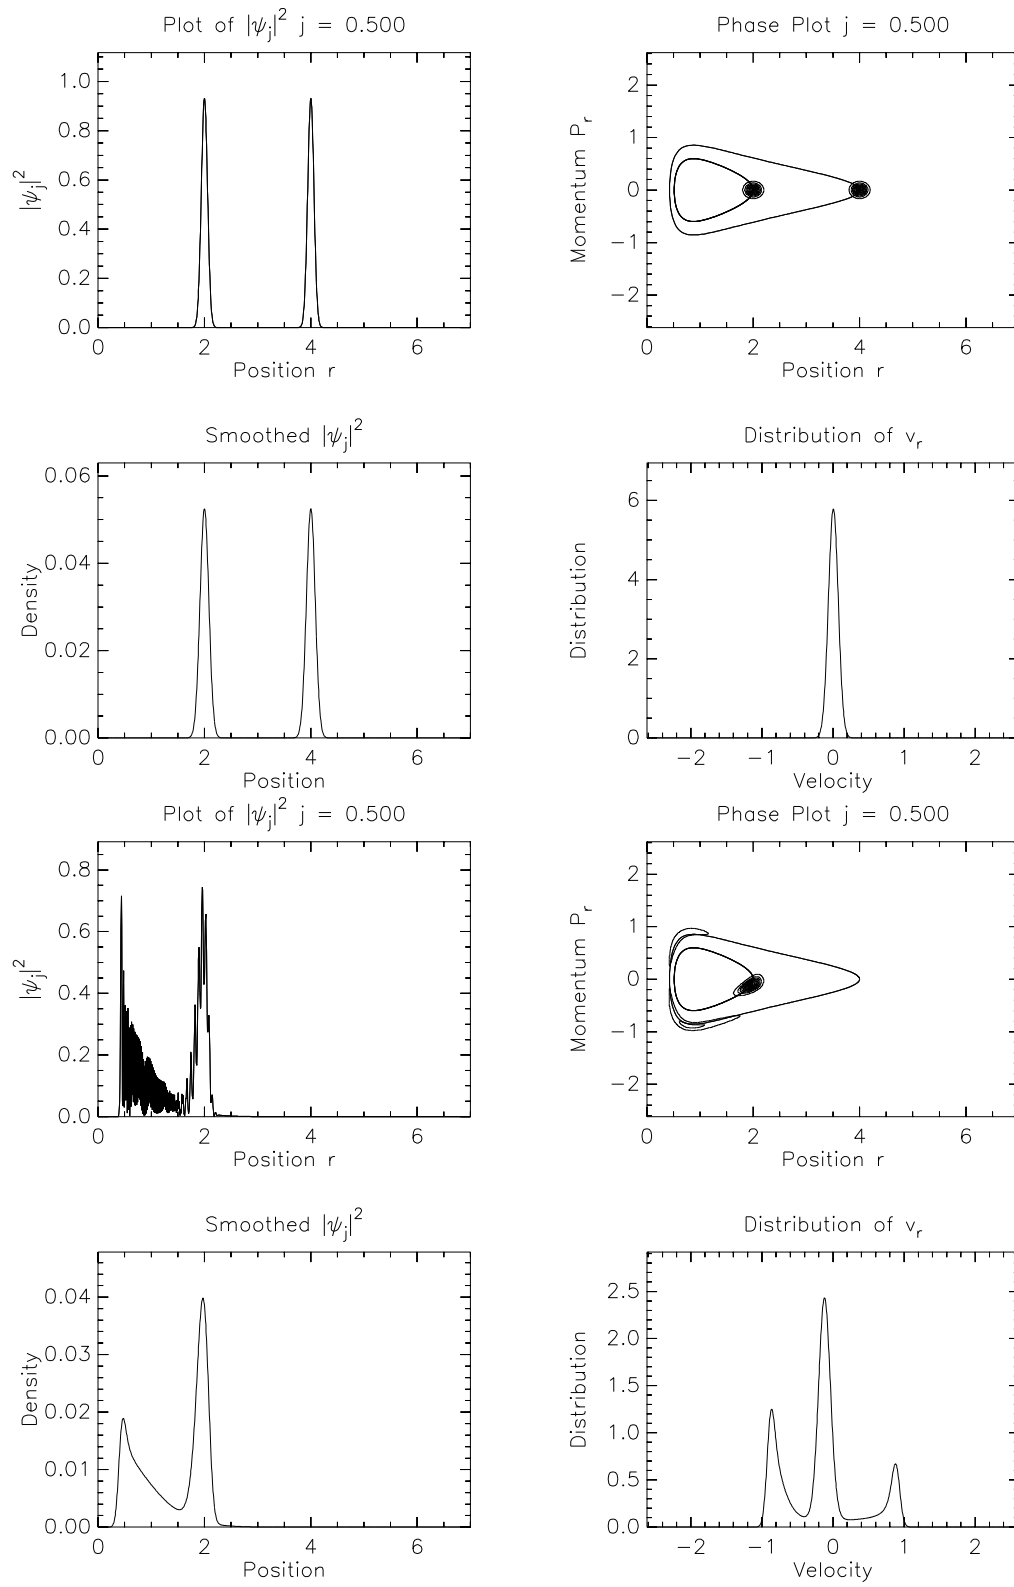 Plot of |ψj|² j = 0.500
1.0
0.8
0.6
0.4
0.2
0.0
|ψj|²
0 2 4 6
Position r
Phase Plot j = 0.500
2
1
0
−1
−2
Momentum Pr
0 2 4 6
Position r
Smoothed |ψj|²
0.06
0.04
0.02
0.00
Density
0 2 4 6
Position
Distribution of vr
6
4
2
0
Distribution
−2 −1 0 1 2
Velocity
Plot of |ψj|² j = 0.500
0.8
0.6
0.4
0.2
0.0
|ψj|²
0 2 4 6
Position r
Phase Plot j = 0.500
2
1
0
−1
−2
Momentum Pr
0 2 4 6
Position r
Smoothed |ψj|²
0.04
0.03
0.02
0.01
0.00
Density
0 2 4 6
Position
Distribution of vr
2.5
2.0
1.5
1.0
0.5
0.0
Distribution
−2 −1 0 1 2
Velocity